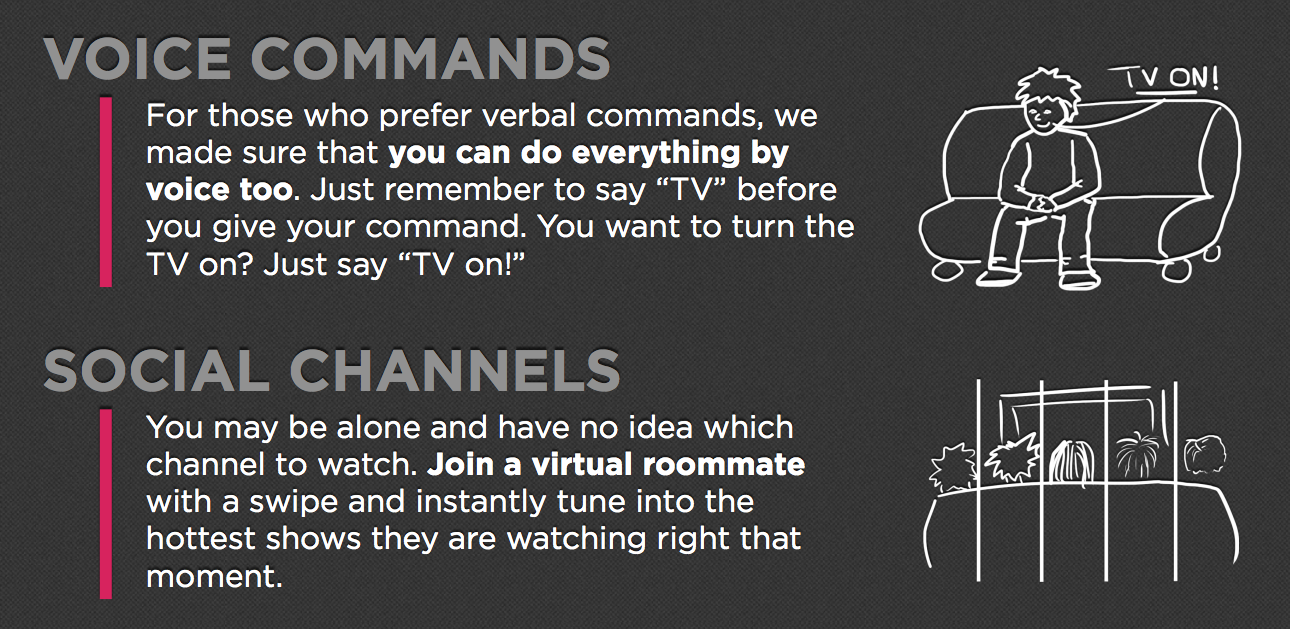 VOICE COMMANDS
TV ON!
For those who prefer verbal commands, we
made sure that you can do everything by
voice too. Just remember to say “TV” before
you give your command. You want to turn the
TV on? Just say “TV on!”
SOCIAL CHANNELS
You may be alone and have no idea which
channel to watch. Join a virtual roommate
with a swipe and instantly tune into the
hottest shows they are watching right that
moment.